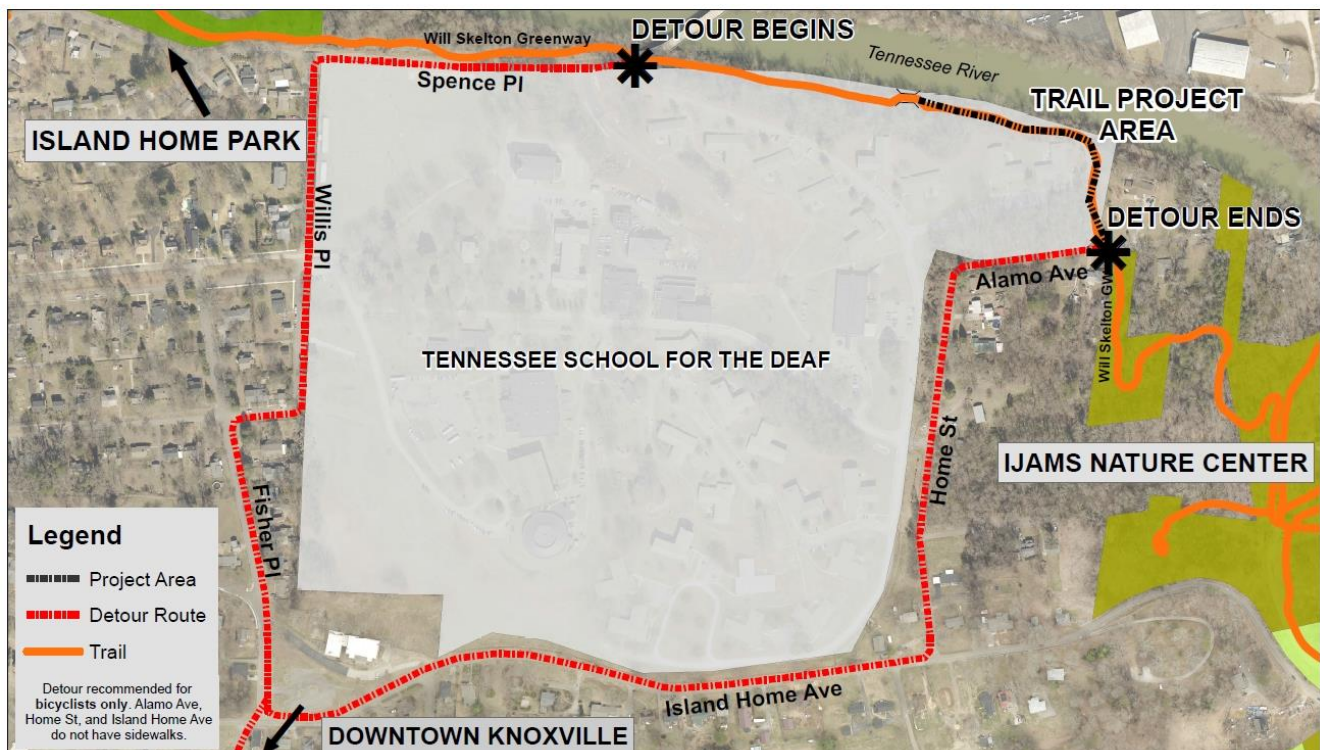 Will Skelton Greenway
DETOUR BEGINS
Spence Pl
Tennessee River
TRAIL PROJECT
AREA
ISLAND HOME PARK
Willis Pl
DETOUR ENDS
Alamo Ave
Will Skelton GW
TENNESSEE SCHOOL FOR THE DEAF
Home St
IJAMS NATURE CENTER
Fisher Pl
Legend
Project Area
Detour Route
Trail
Detour recommended for
bicyclists only. Alamo Ave,
Home St, and Island Home Ave
do not have sidewalks.
Island Home Ave
DOWNTOWN KNOXVILLE